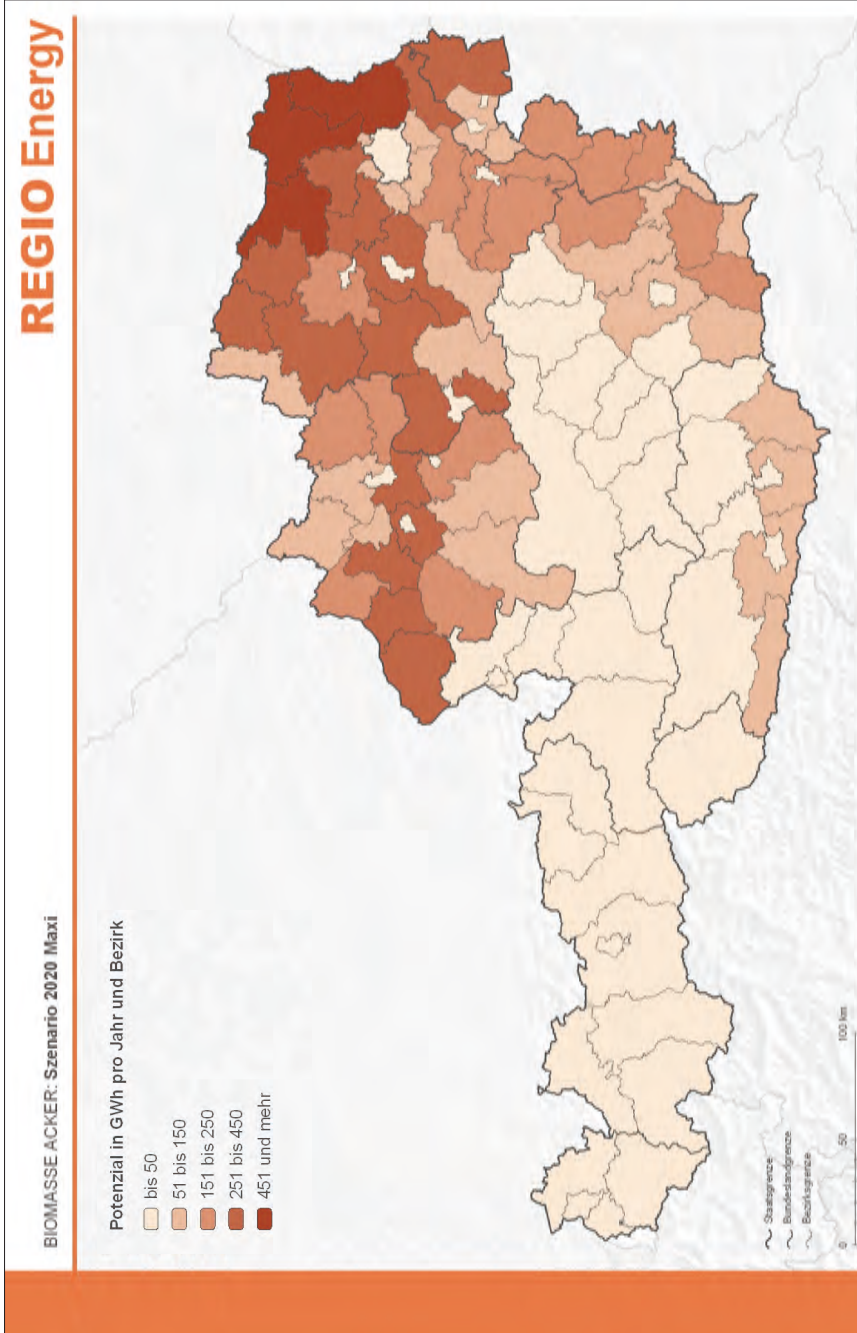 REGIO Energy
BIOMASSE ACKER: Szenario 2020 Maxi
Potenzial in GWh pro Jahr und Bezirk
bis 50
51 bis 150
151 bis 250
251 bis 450
451 und mehr
Staatsgrenze
Bundeslandgrenze
Bezirksgrenze
0 50 100 km